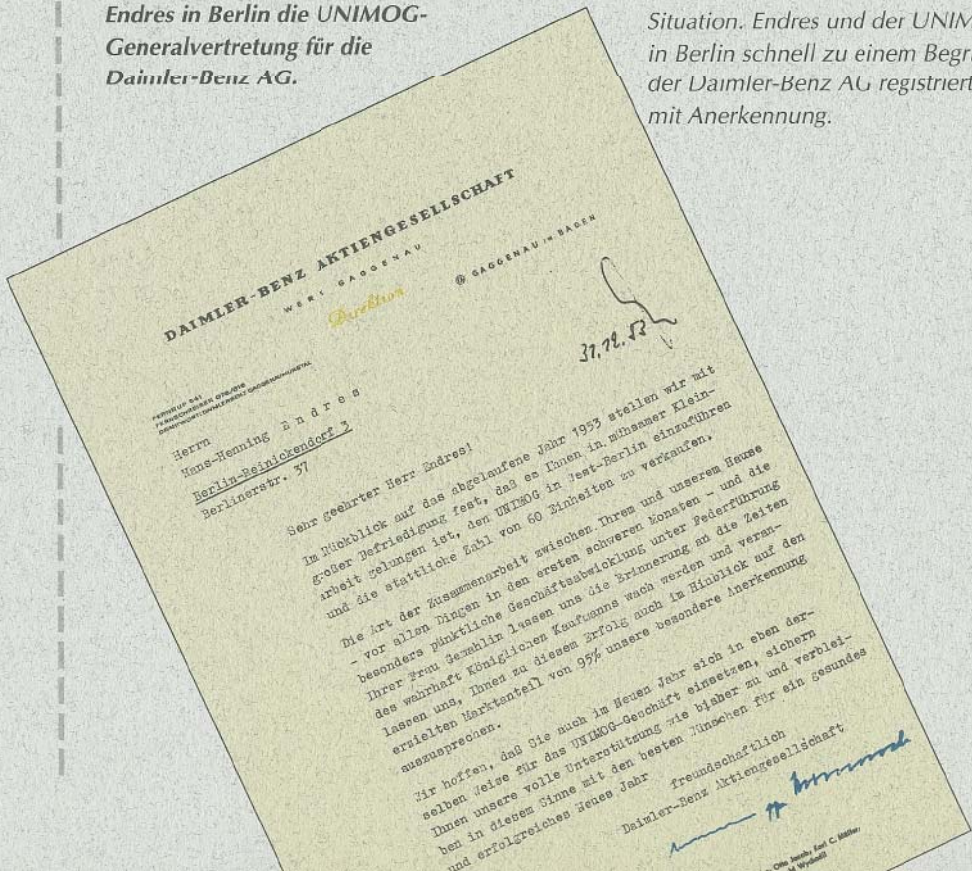 Endres in Berlin die UNIMOG-
Generalvertretung für die
Daimler-Benz AG.
Situation. Endres und der UNIM
in Berlin schnell zu einem Begr
der Daimler-Benz AG registriert
mit Anerkennung.
DAIMLER-BENZ AKTIENGESELLSCHAFT
WERK GAGGENAU
Direktion
GAGGENAU IN BADEN
31.12.53
Herrn
Hans-Henning Endres
Berlin-Reinickendorf 3
Berlinerstr. 37
Sehr geehrter Herr Endres!
Im Rückblick auf das abgelaufene Jahr 1953 stellen wir mit
großer Befriedigung fest, daß es Ihnen in mühsamer Klein-
arbeit gelungen ist, den UNIMOG in West-Berlin einzuführen
und die stattliche Zahl von 60 Einheiten zu verkaufen.
Die Art der Zusammenarbeit zwischen Ihrem und unserem Hause
- vor allen Dingen in den ersten schweren Monaten - und die
besonders pünktliche Geschäftsabwicklung unter Federführung
Ihrer Frau Gemahlin lassen uns die Erinnerung an die Zeiten
des wahrhaft Königlichen Kaufmanns wach werden und veran-
lassen uns, Ihnen zu diesem Erfolg auch im Hinblick auf den
erzielten Marktanteil von 95% unsere besondere Anerkennung
auszusprechen.
Wir hoffen, daß Sie auch im Neuen Jahr sich in eben der-
selben Weise für das UNIMOG-Geschäft einsetzen, sichern
Ihnen unsere volle Unterstützung wie bisher zu und verblei-
ben in diesem Sinne mit den besten Wünschen für ein gesundes
und erfolgreiches Neues Jahr
freundschaftlich
Daimler-Benz Aktiengesellschaft
Otto Jacob, Karl C. Müller,